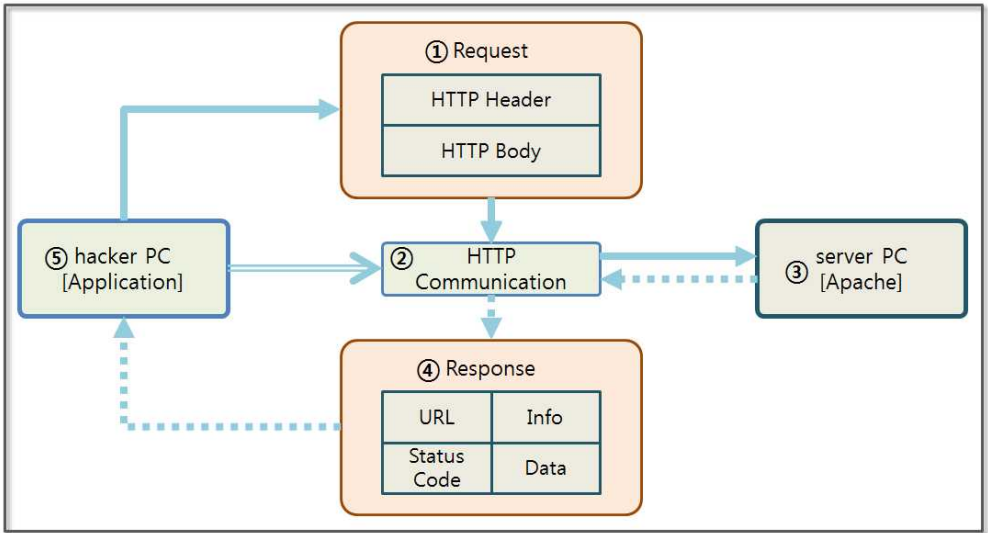 ① Request
HTTP Header
HTTP Body
⑤ hacker PC
[Application]
② HTTP
Communication
③ server PC
[Apache]
④ Response
URL
Info
Status
Code
Data